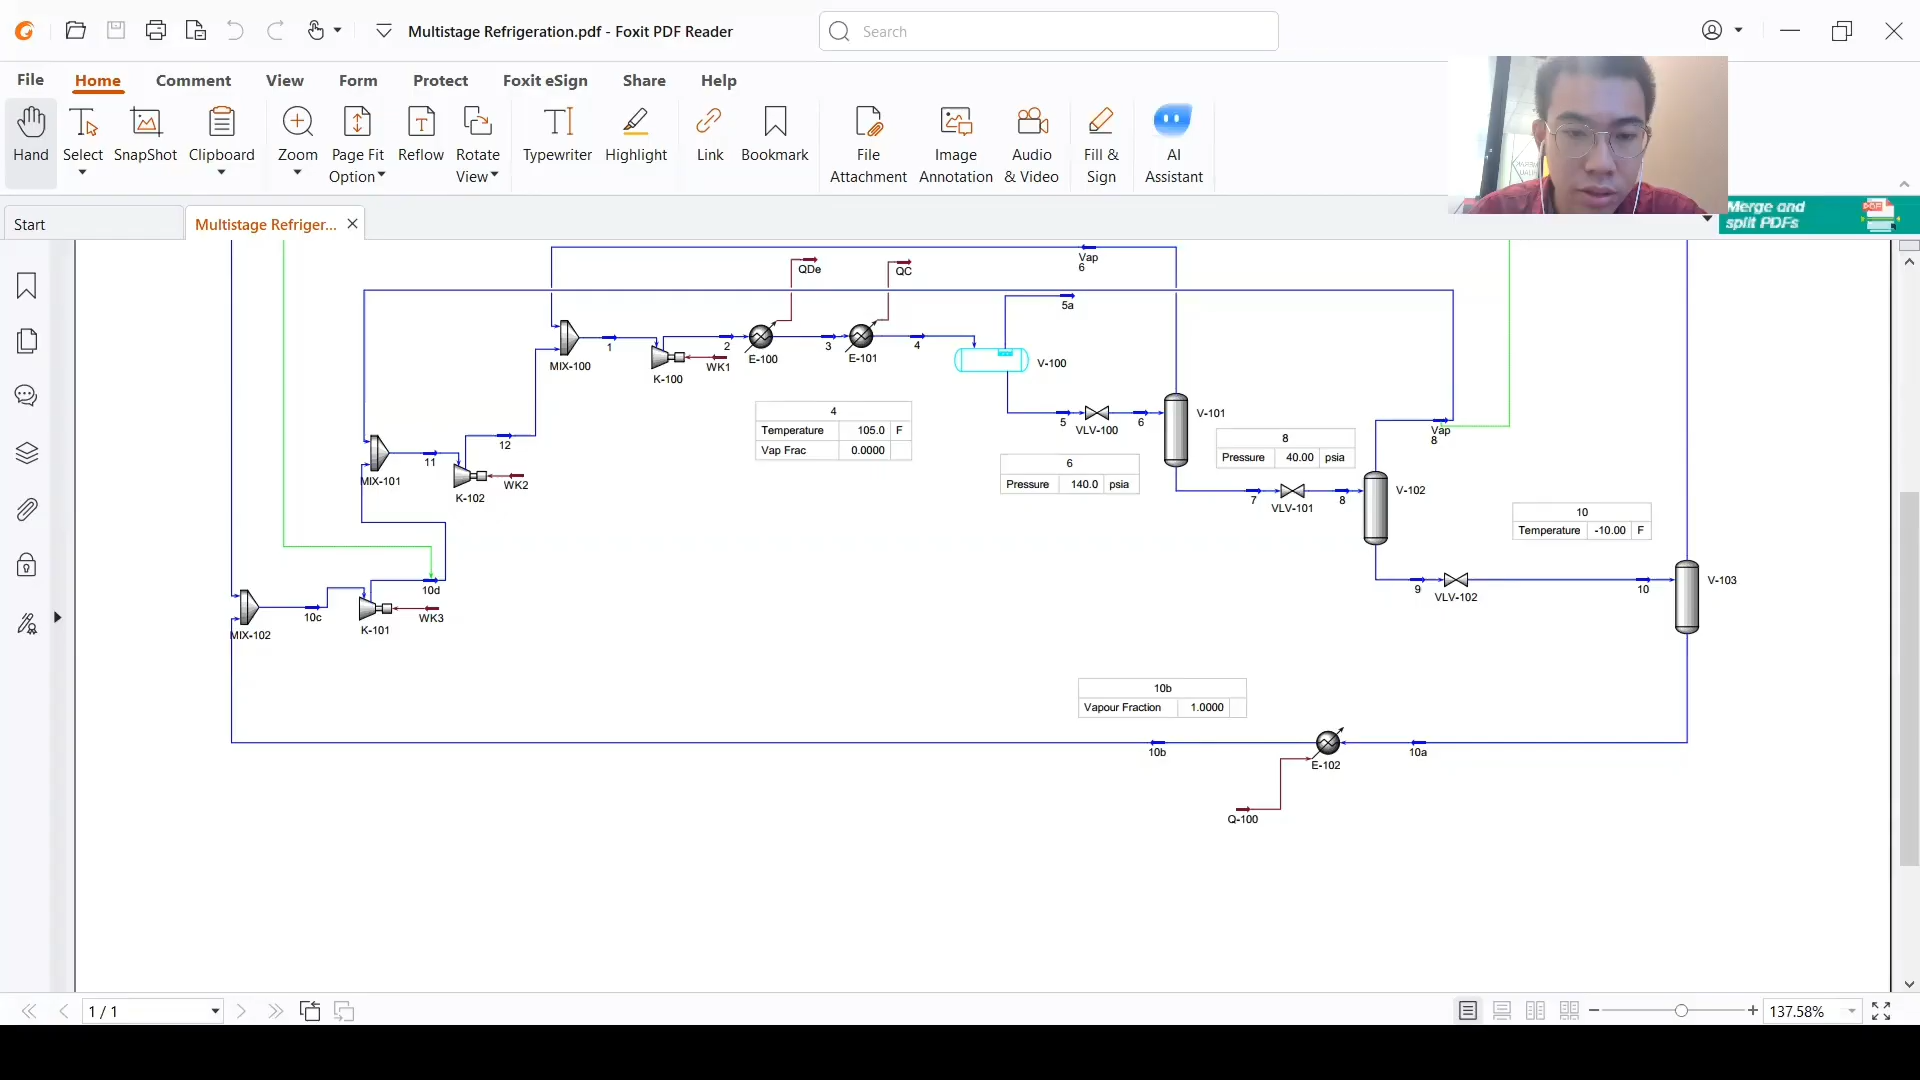 Multistage Refrigeration.pdf - Foxit PDF Reader
Search
File Home Comment View Form Protect Foxit eSign Share Help
Hand
Select
SnapShot
Clipboard
Zoom
Page Fit Option
Reflow
Rotate View
Typewriter
Highlight
Link
Bookmark
File Attachment
Image Annotation
Audio & Video
Fill & Sign
AI Assistant
Start
Multistage Refriger...
Merge and
split PDFs
Vap
6
QDe
QC
5a
MIX-100
1
K-100
WK1
2
E-100
3
E-101
4
V-100
4
Temperature 105.0 F
Vap Frac 0.0000
5
VLV-100
6
V-101
6
Pressure 140.0 psia
8
Pressure 40.00 psia
Vap
8
MIX-101
11
K-102
WK2
12
7
VLV-101
8
V-102
10
Temperature -10.00 F
9
VLV-102
10
V-103
MIX-102
10c
K-101
WK3
10d
10b
Vapour Fraction 1.0000
10b
E-102
10a
Q-100
1 / 1
137.58%